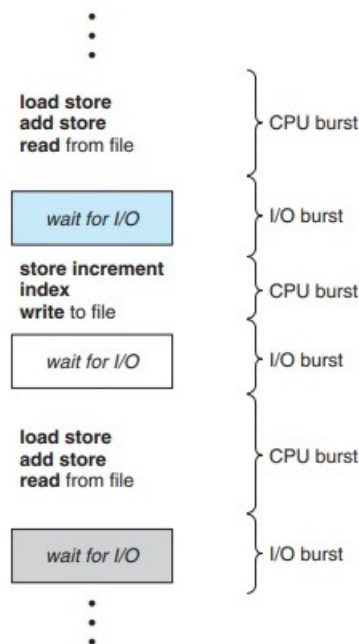 load store
add store
read from file
CPU burst
wait for I/O
I/O burst
store increment
index
write to file
CPU burst
wait for I/O
I/O burst
load store
add store
read from file
CPU burst
wait for I/O
I/O burst